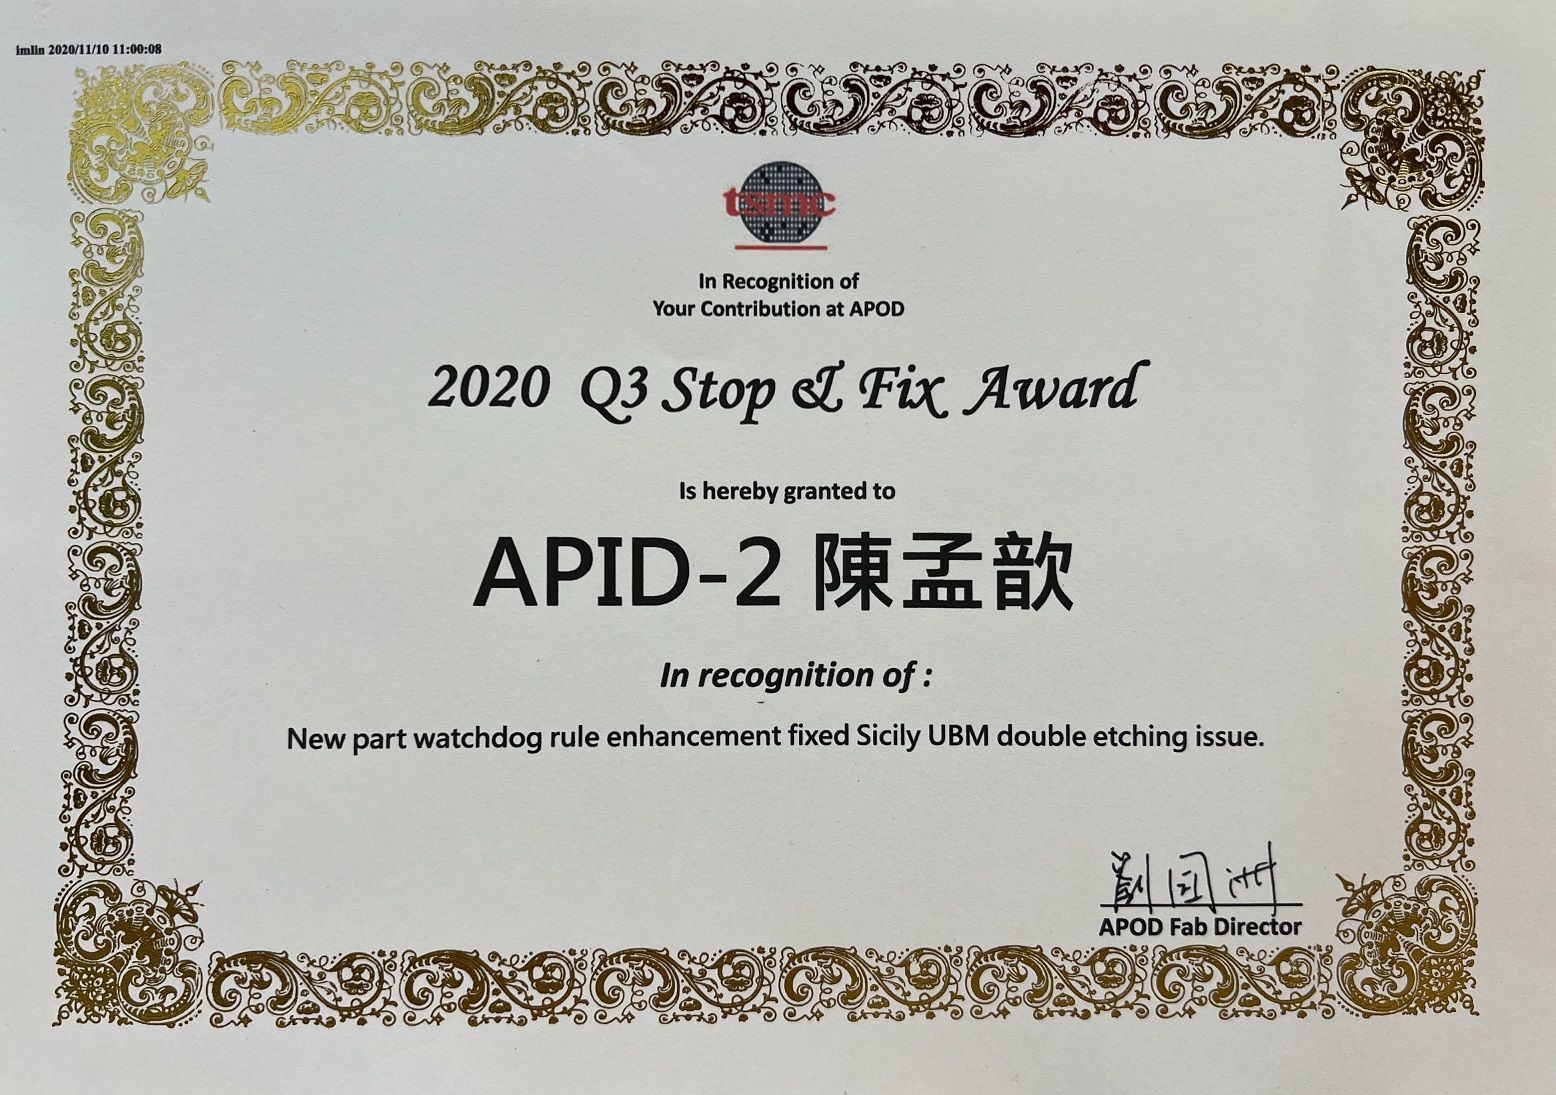 imlin 2020/11/10 11:00:08
tsmc
In Recognition of
Your Contribution at APOD
2020 Q3 Stop & Fix Award
Is hereby granted to
APID-2 陳孟歆
In recognition of :
New part watchdog rule enhancement fixed Sicily UBM double etching issue.
劉国洲
APOD Fab Director